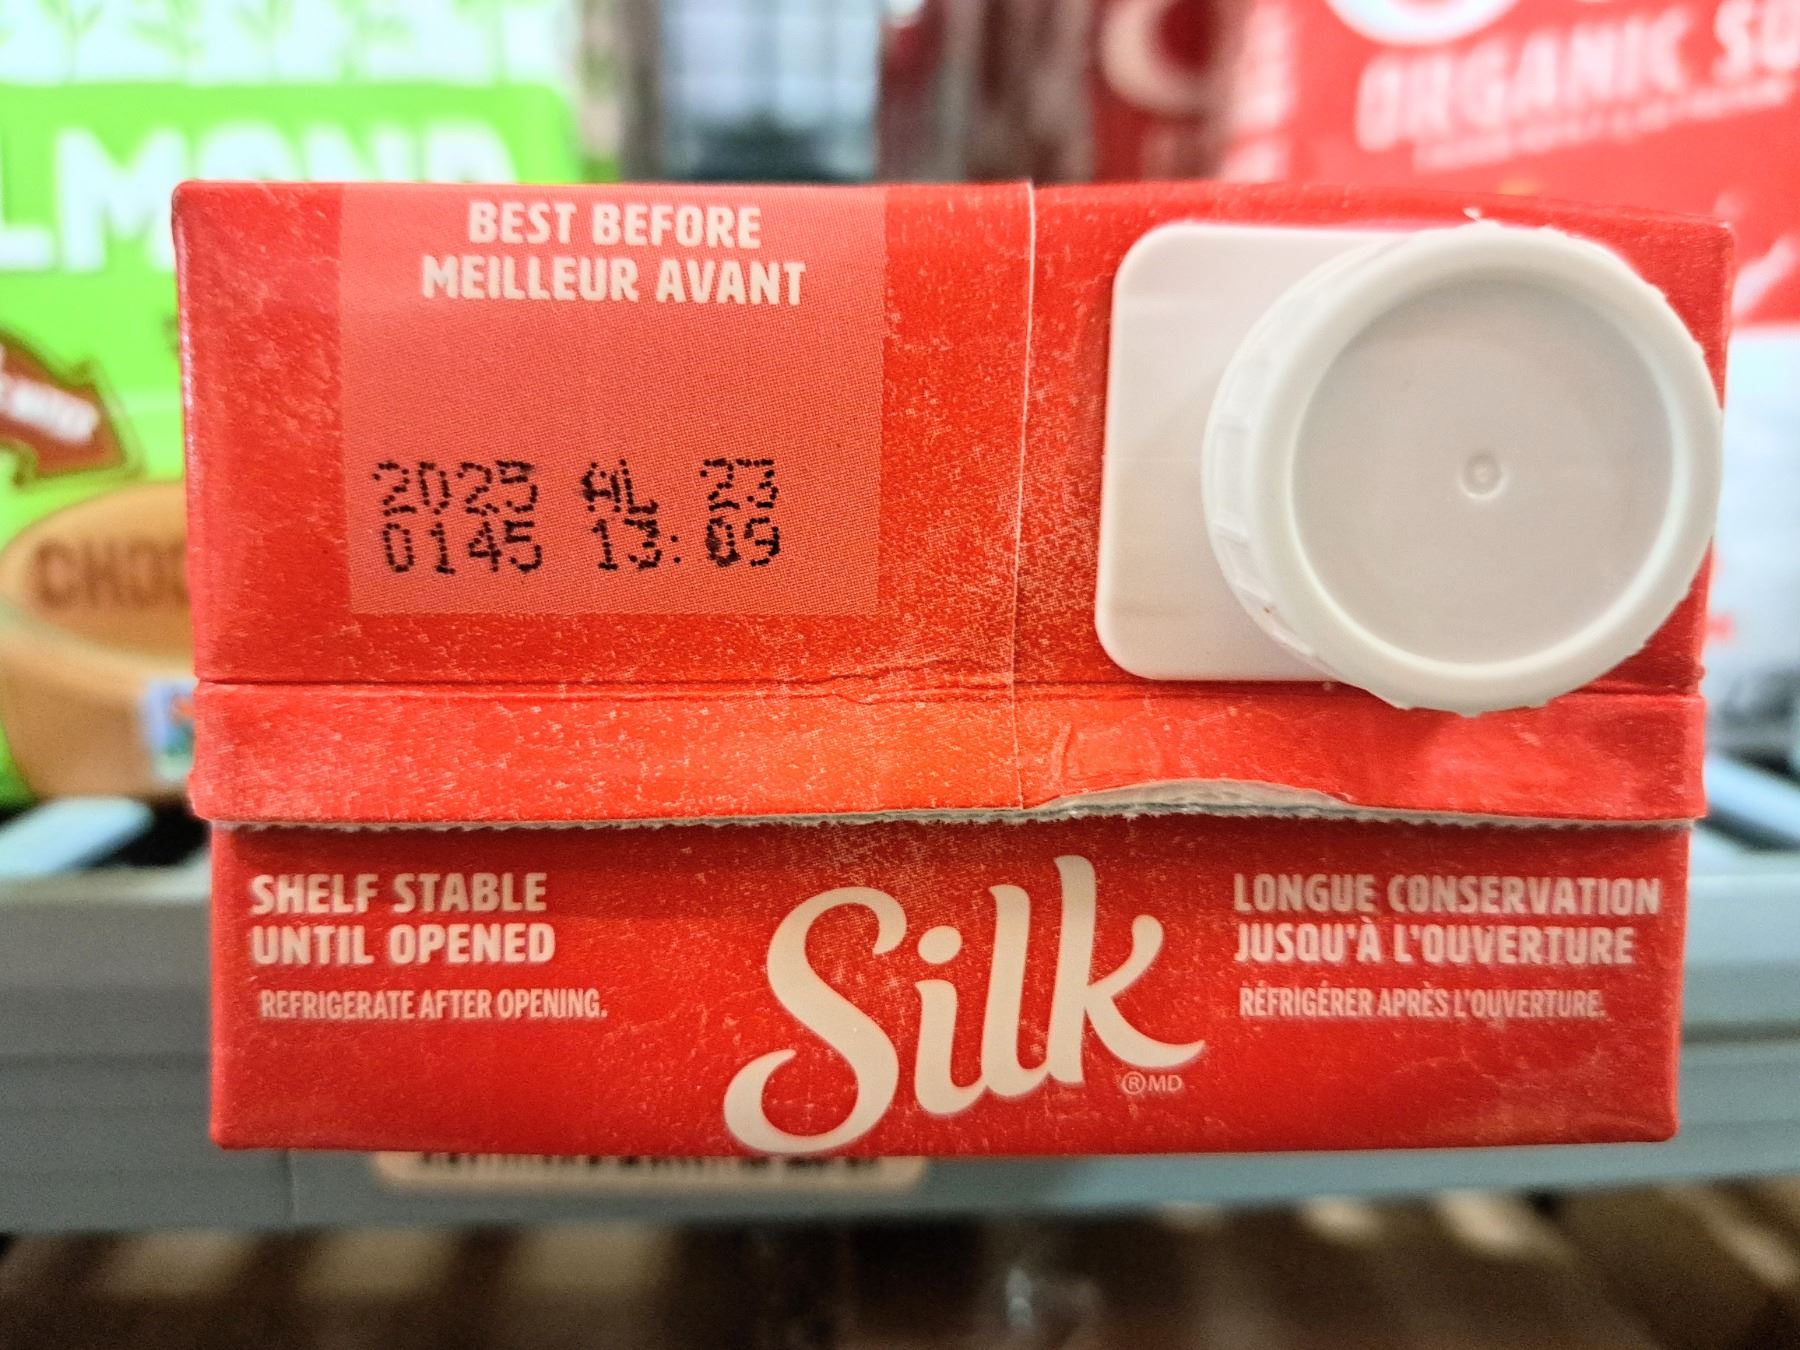 ORGANIC
BEST BEFORE
MEILLEUR AVANT
2025 AL 23
0145 13:09
SHELF STABLE
UNTIL OPENED
REFRIGERATE AFTER OPENING.
Silk
®MD
LONGUE CONSERVATION
JUSQU'À L'OUVERTURE
RÉFRIGÉRER APRÈS L'OUVERTURE.